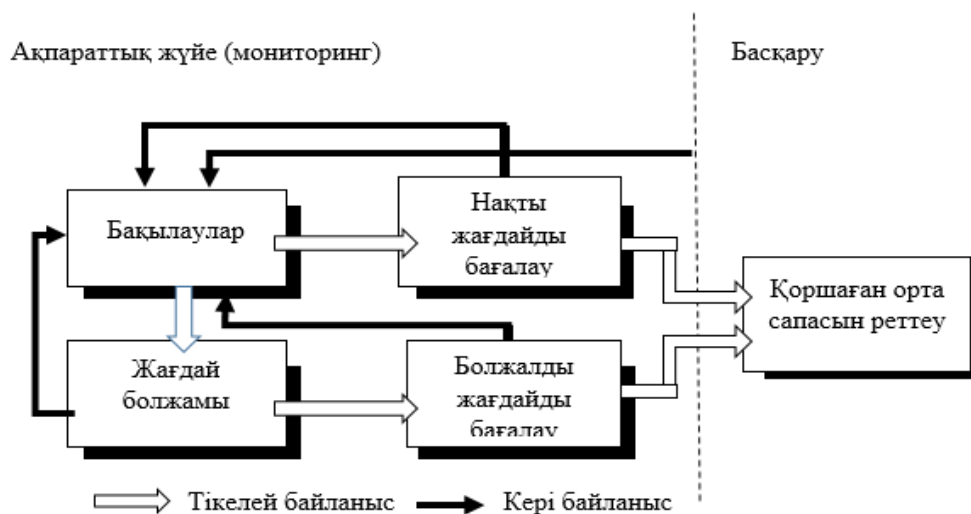 Ақпараттық жүйе (мониторинг)
Басқару
Бақылаулар
Нақты
жағдайды
бағалау
Қоршаған орта
сапасын реттеу
Жағдай
болжамы
Болжалды
жағдайды
бағалау
Тікелей байланыс
Кері байланыс